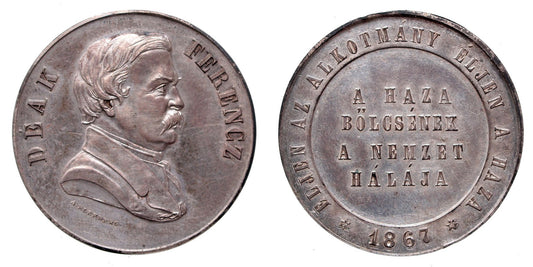 DEAK FERENCZ
ÉLJEN AZ ALKOTMÁNY ÉLJEN A HAZA
A HAZA
BÖLCSÉNEK
A NEMZET
HÁLÁJA
* 1867 *